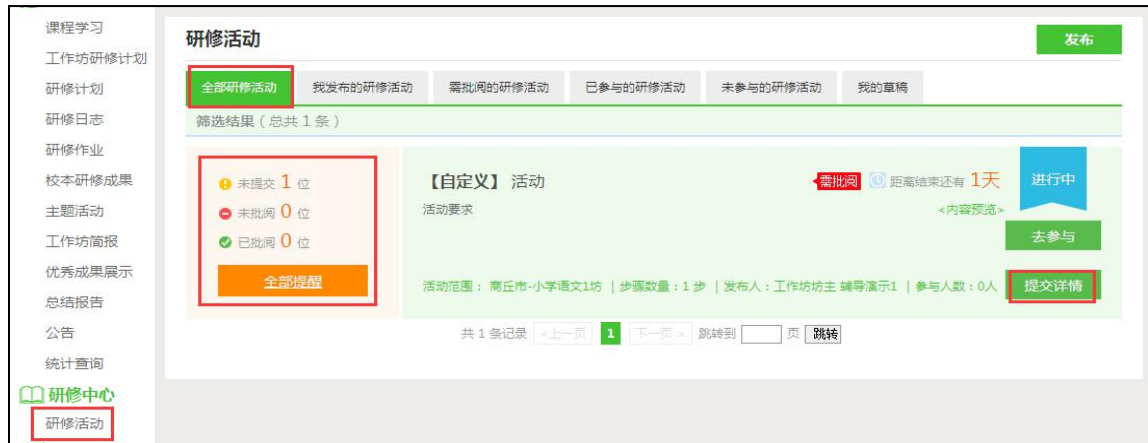 课程学习
工作坊研修计划
研修计划
研修日志
研修作业
校本研修成果
主题活动
工作坊简报
优秀成果展示
总结报告
公告
统计查询
研修中心
研修活动
研修活动
发布
全部研修活动 我发布的研修活动 需批阅的研修活动 已参与的研修活动 未参与的研修活动 我的草稿
筛选结果（总共 1 条）
未提交 1 位
未批阅 0 位
已批阅 0 位
全部提醒
【自定义】 活动
需批阅 距离结束还有 1天
进行中
活动要求
<内容预览>
去参与
活动范围： 商丘市-小学语文1坊 | 步骤数量：1 步 | 发布人：工作坊坊主 辅导演示1 | 参与人数：0人
提交详情
共 1 条记录 <上一页 1 下一页> 跳转到 页 跳转